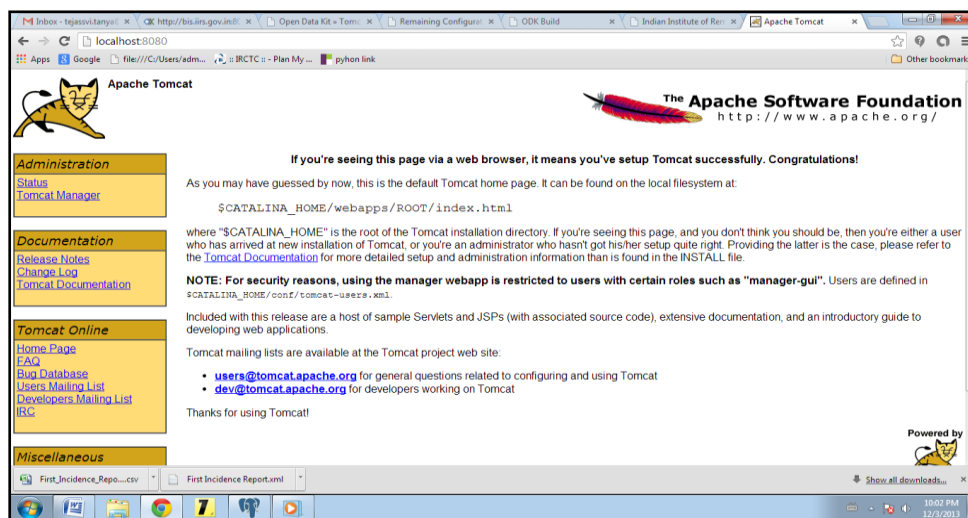 Inbox - tejassvi.tanya@
http://bis.iirs.gov.in:80
Open Data Kit » Tomc
Remaining Configurat
ODK Build
Indian Institute of Rem
Apache Tomcat
localhost:8080
Apps
Google
file:///C:/Users/adm...
:: IRCTC :: - Plan My ...
pyhon link
Other bookmark
Apache Tomcat
The Apache Software Foundation
http://www.apache.org/
Administration
Status
Tomcat Manager
Documentation
Release Notes
Change Log
Tomcat Documentation
Tomcat Online
Home Page
FAQ
Bug Database
Users Mailing List
Developers Mailing List
IRC
Miscellaneous
If you're seeing this page via a web browser, it means you've setup Tomcat successfully. Congratulations!
As you may have guessed by now, this is the default Tomcat home page. It can be found on the local filesystem at:
$CATALINA_HOME/webapps/ROOT/index.html
where "$CATALINA_HOME" is the root of the Tomcat installation directory. If you're seeing this page, and you don't think you should be, then you're either a user
who has arrived at new installation of Tomcat, or you're an administrator who hasn't got his/her setup quite right. Providing the latter is the case, please refer to
the Tomcat Documentation for more detailed setup and administration information than is found in the INSTALL file.
NOTE: For security reasons, using the manager webapp is restricted to users with certain roles such as "manager-gui". Users are defined in
$CATALINA_HOME/conf/tomcat-users.xml.
Included with this release are a host of sample Servlets and JSPs (with associated source code), extensive documentation, and an introductory guide to
developing web applications.
Tomcat mailing lists are available at the Tomcat project web site:
users@tomcat.apache.org for general questions related to configuring and using Tomcat
dev@tomcat.apache.org for developers working on Tomcat
Thanks for using Tomcat!
Powered by
First_Incidence_Repo....csv
First Incidence Report.xml
Show all downloads...
10:02 PM
12/3/2013